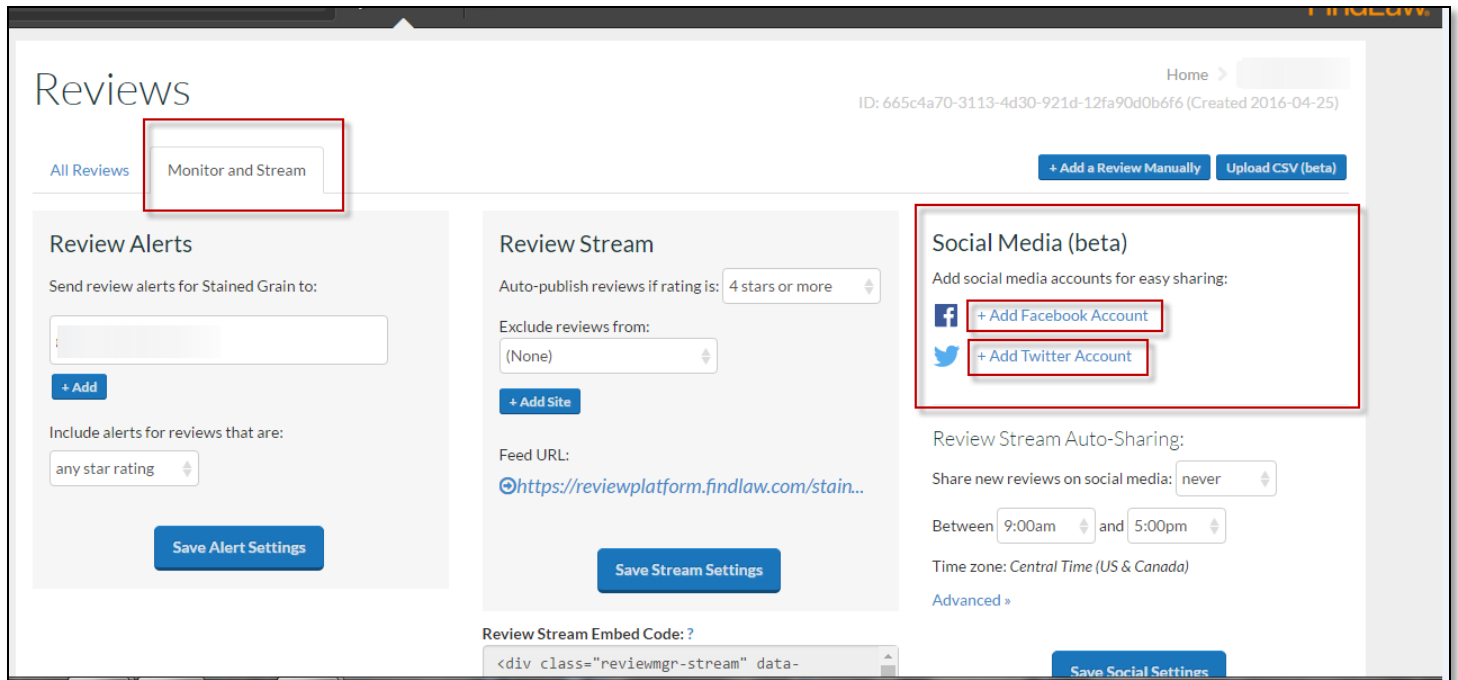 FindLaw.
Reviews
Home >
ID: 665c4a70-3113-4d30-921d-12fa90d0b6f6 (Created 2016-04-25)
All Reviews
Monitor and Stream
+ Add a Review Manually
Upload CSV (beta)
Review Alerts
Send review alerts for Stained Grain to:
+ Add
Include alerts for reviews that are:
any star rating
Save Alert Settings
Review Stream
Auto-publish reviews if rating is: 4 stars or more
Exclude reviews from:
(None)
+ Add Site
Feed URL:
https://reviewplatform.findlaw.com/stain...
Save Stream Settings
Review Stream Embed Code: ?
<div class="reviewmgr-stream" data-
Social Media (beta)
Add social media accounts for easy sharing:
+ Add Facebook Account
+ Add Twitter Account
Review Stream Auto-Sharing:
Share new reviews on social media: never
Between 9:00am and 5:00pm
Time zone: Central Time (US & Canada)
Advanced »
Save Social Settings